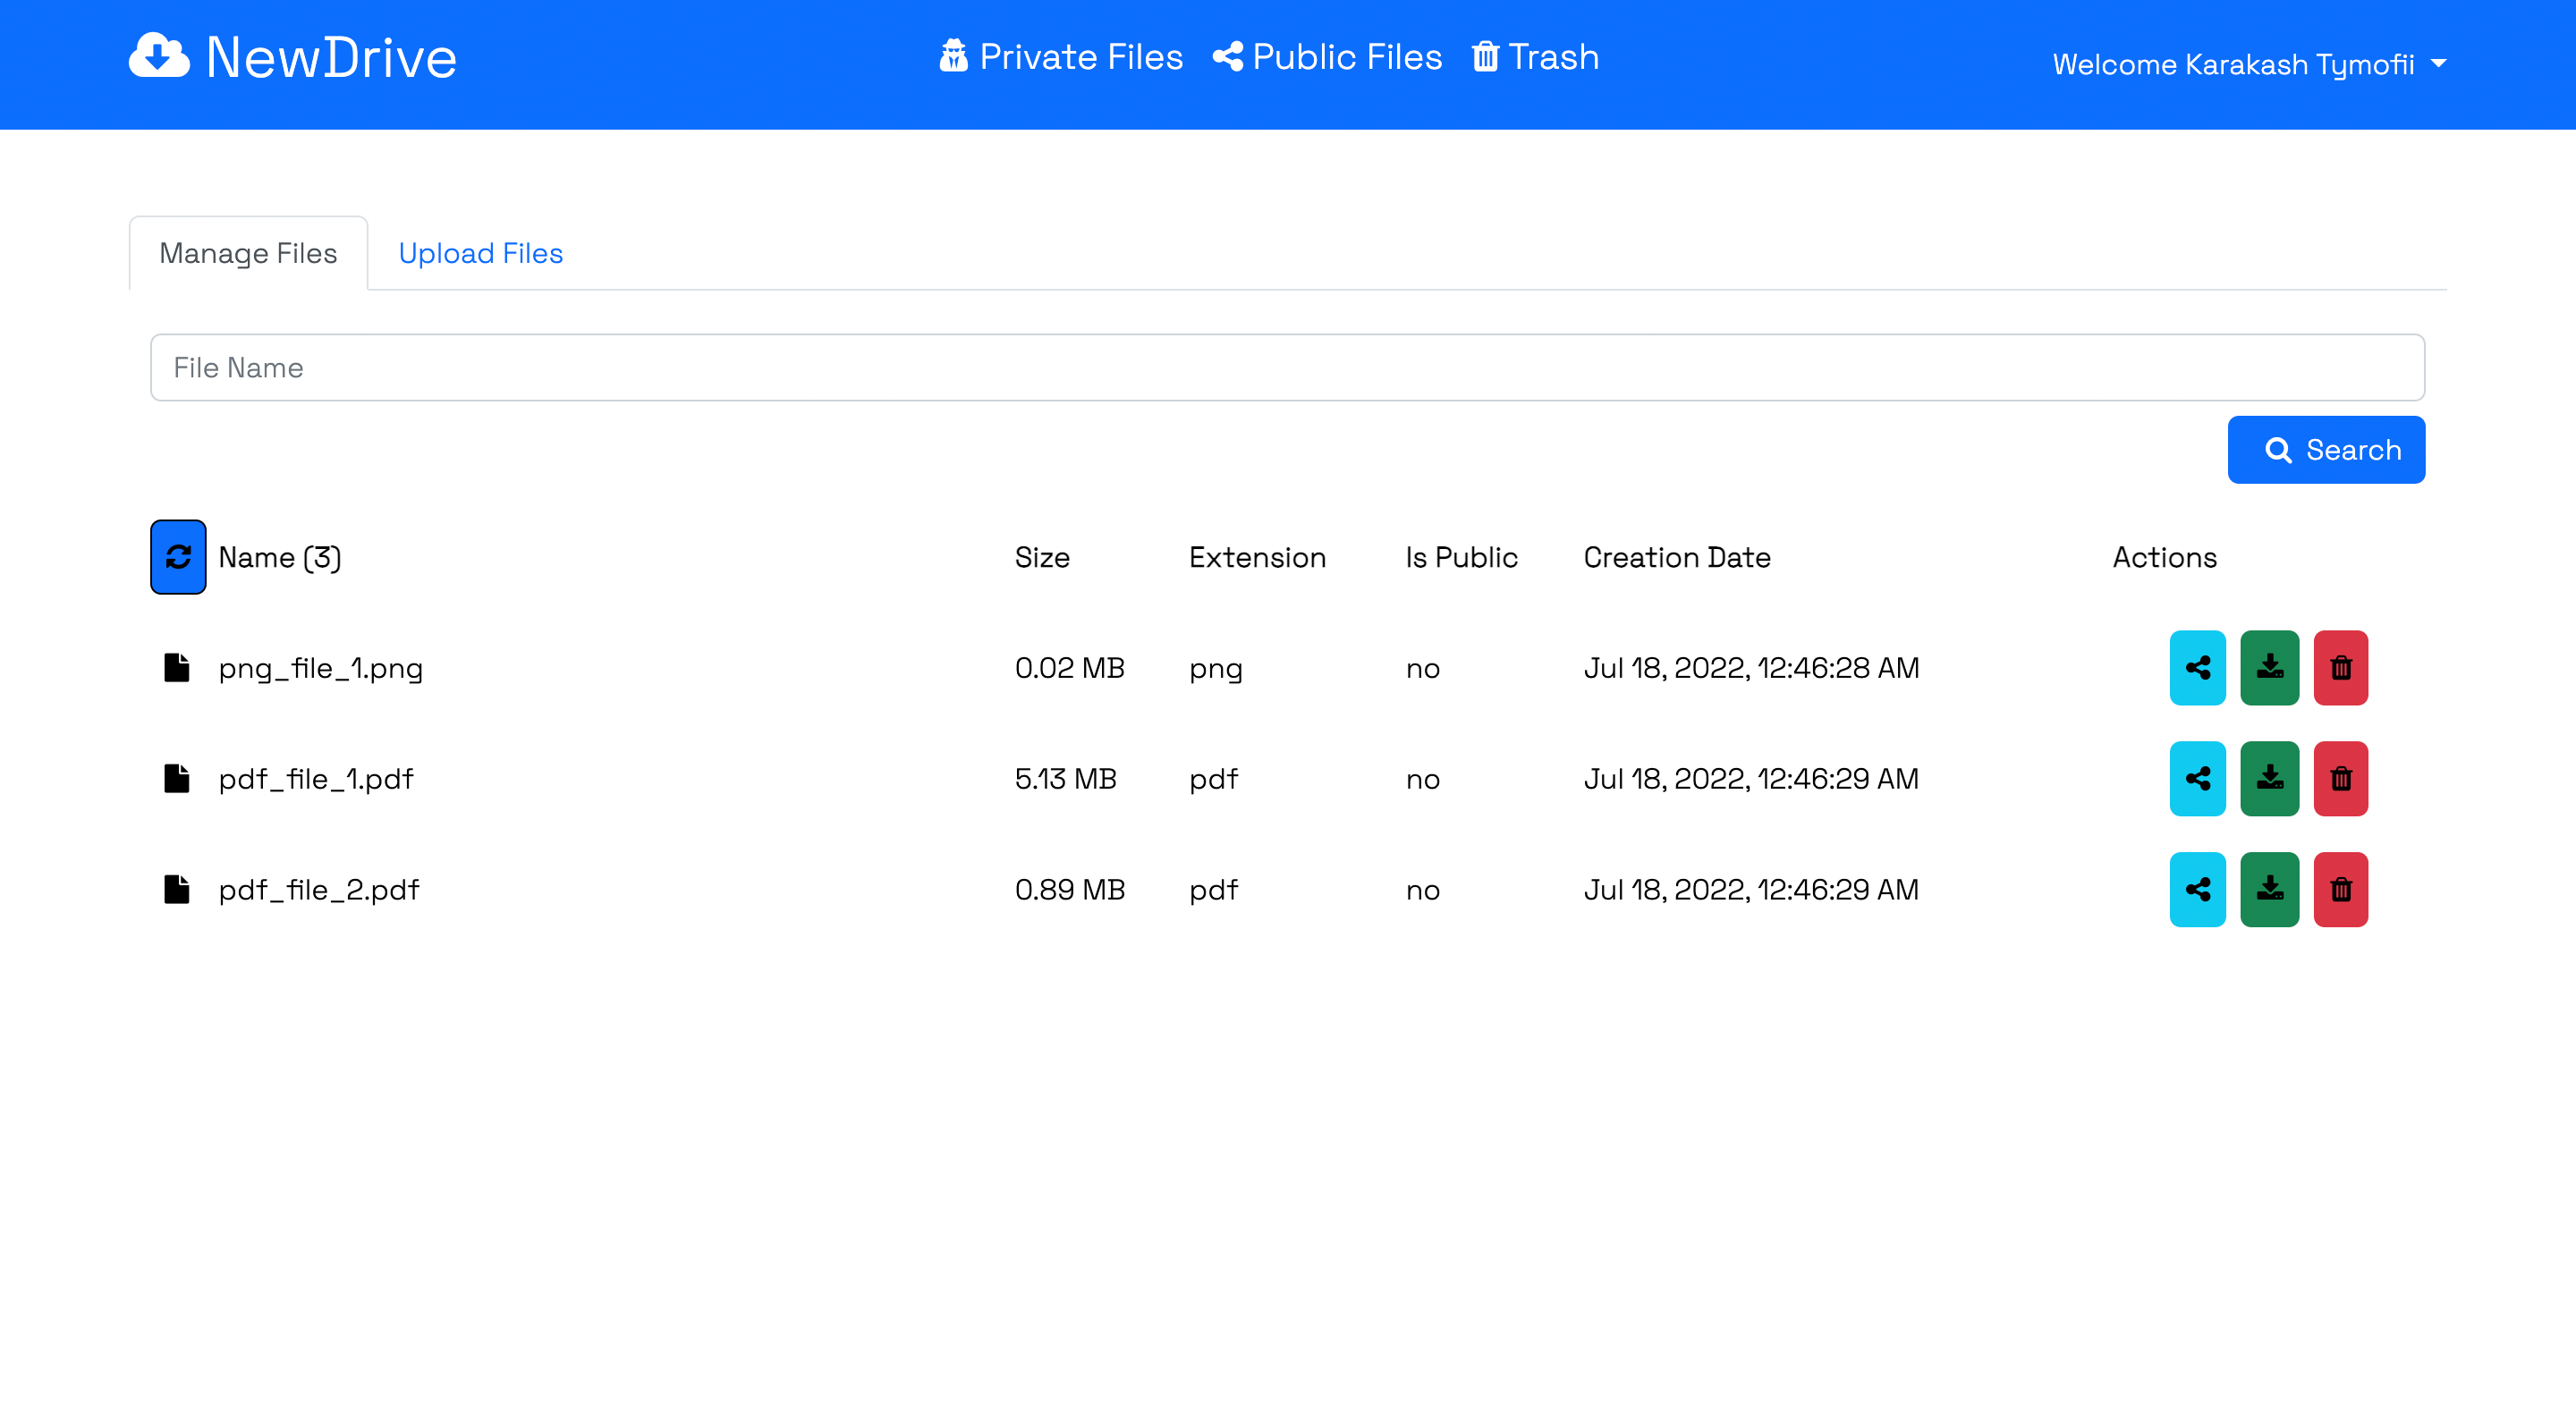 NewDrive Private Files Public Files Trash Welcome Karakash Tymofii
Manage Files Upload Files
File Name
Search
Name (3) Size Extension Is Public Creation Date Actions
png_file_1.png 0.02 MB png no Jul 18, 2022, 12:46:28 AM
pdf_file_1.pdf 5.13 MB pdf no Jul 18, 2022, 12:46:29 AM
pdf_file_2.pdf 0.89 MB pdf no Jul 18, 2022, 12:46:29 AM